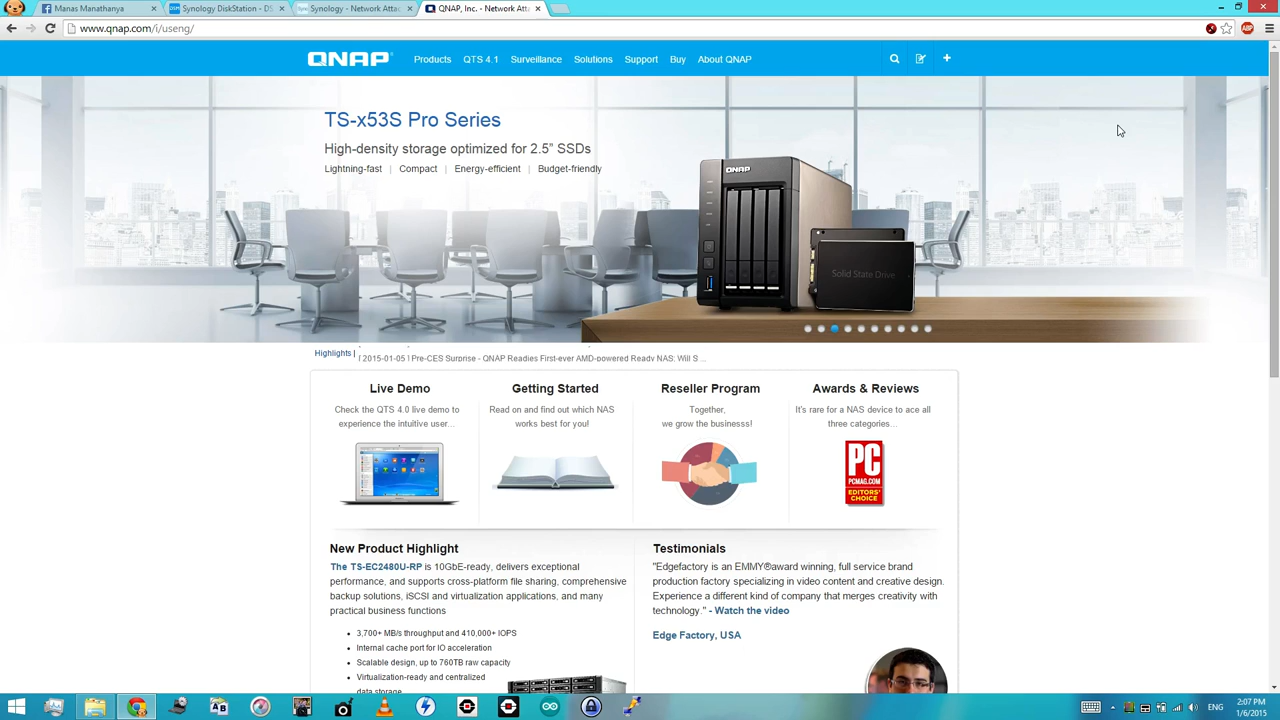 Manas Manathanya
Synology DiskStation - DS
Synology - Network Attac
QNAP, Inc. - Network Atta
www.qnap.com/i/useng/
ABP
QNAP
Products
QTS 4.1
Surveillance
Solutions
Support
Buy
About QNAP
TS-x53S Pro Series
High-density storage optimized for 2.5" SSDs
Lightning-fast | Compact | Energy-efficient | Budget-friendly
QNAP
Solid State Drive
Highlights |
[ 2015-01-05 ] Pre-CES Surprise - QNAP Readies First-ever AMD-powered Ready NAS: Will S ...
Live Demo
Check the QTS 4.0 live demo to
experience the intuitive user...
Getting Started
Read on and find out which NAS
works best for you!
Reseller Program
Together,
we grow the businesss!
Awards & Reviews
It's rare for a NAS device to ace all
three categories...
PC
PCMAG.COM
EDITORS'
CHOICE
New Product Highlight
The TS-EC2480U-RP is 10GbE-ready, delivers exceptional
performance, and supports cross-platform file sharing, comprehensive
backup solutions, iSCSI and virtualization applications, and many
practical business functions
• 3,700+ MB/s throughput and 410,000+ IOPS
• Internal cache port for IO acceleration
• Scalable design, up to 760TB raw capacity
• Virtualization-ready and centralized
data storage
Testimonials
"Edgefactory is an EMMY®award winning, full service brand
production factory specializing in video content and creative design.
Experience a different kind of company that merges creativity with
technology." - Watch the video
Edge Factory, USA
ENG
2:07 PM
1/6/2015